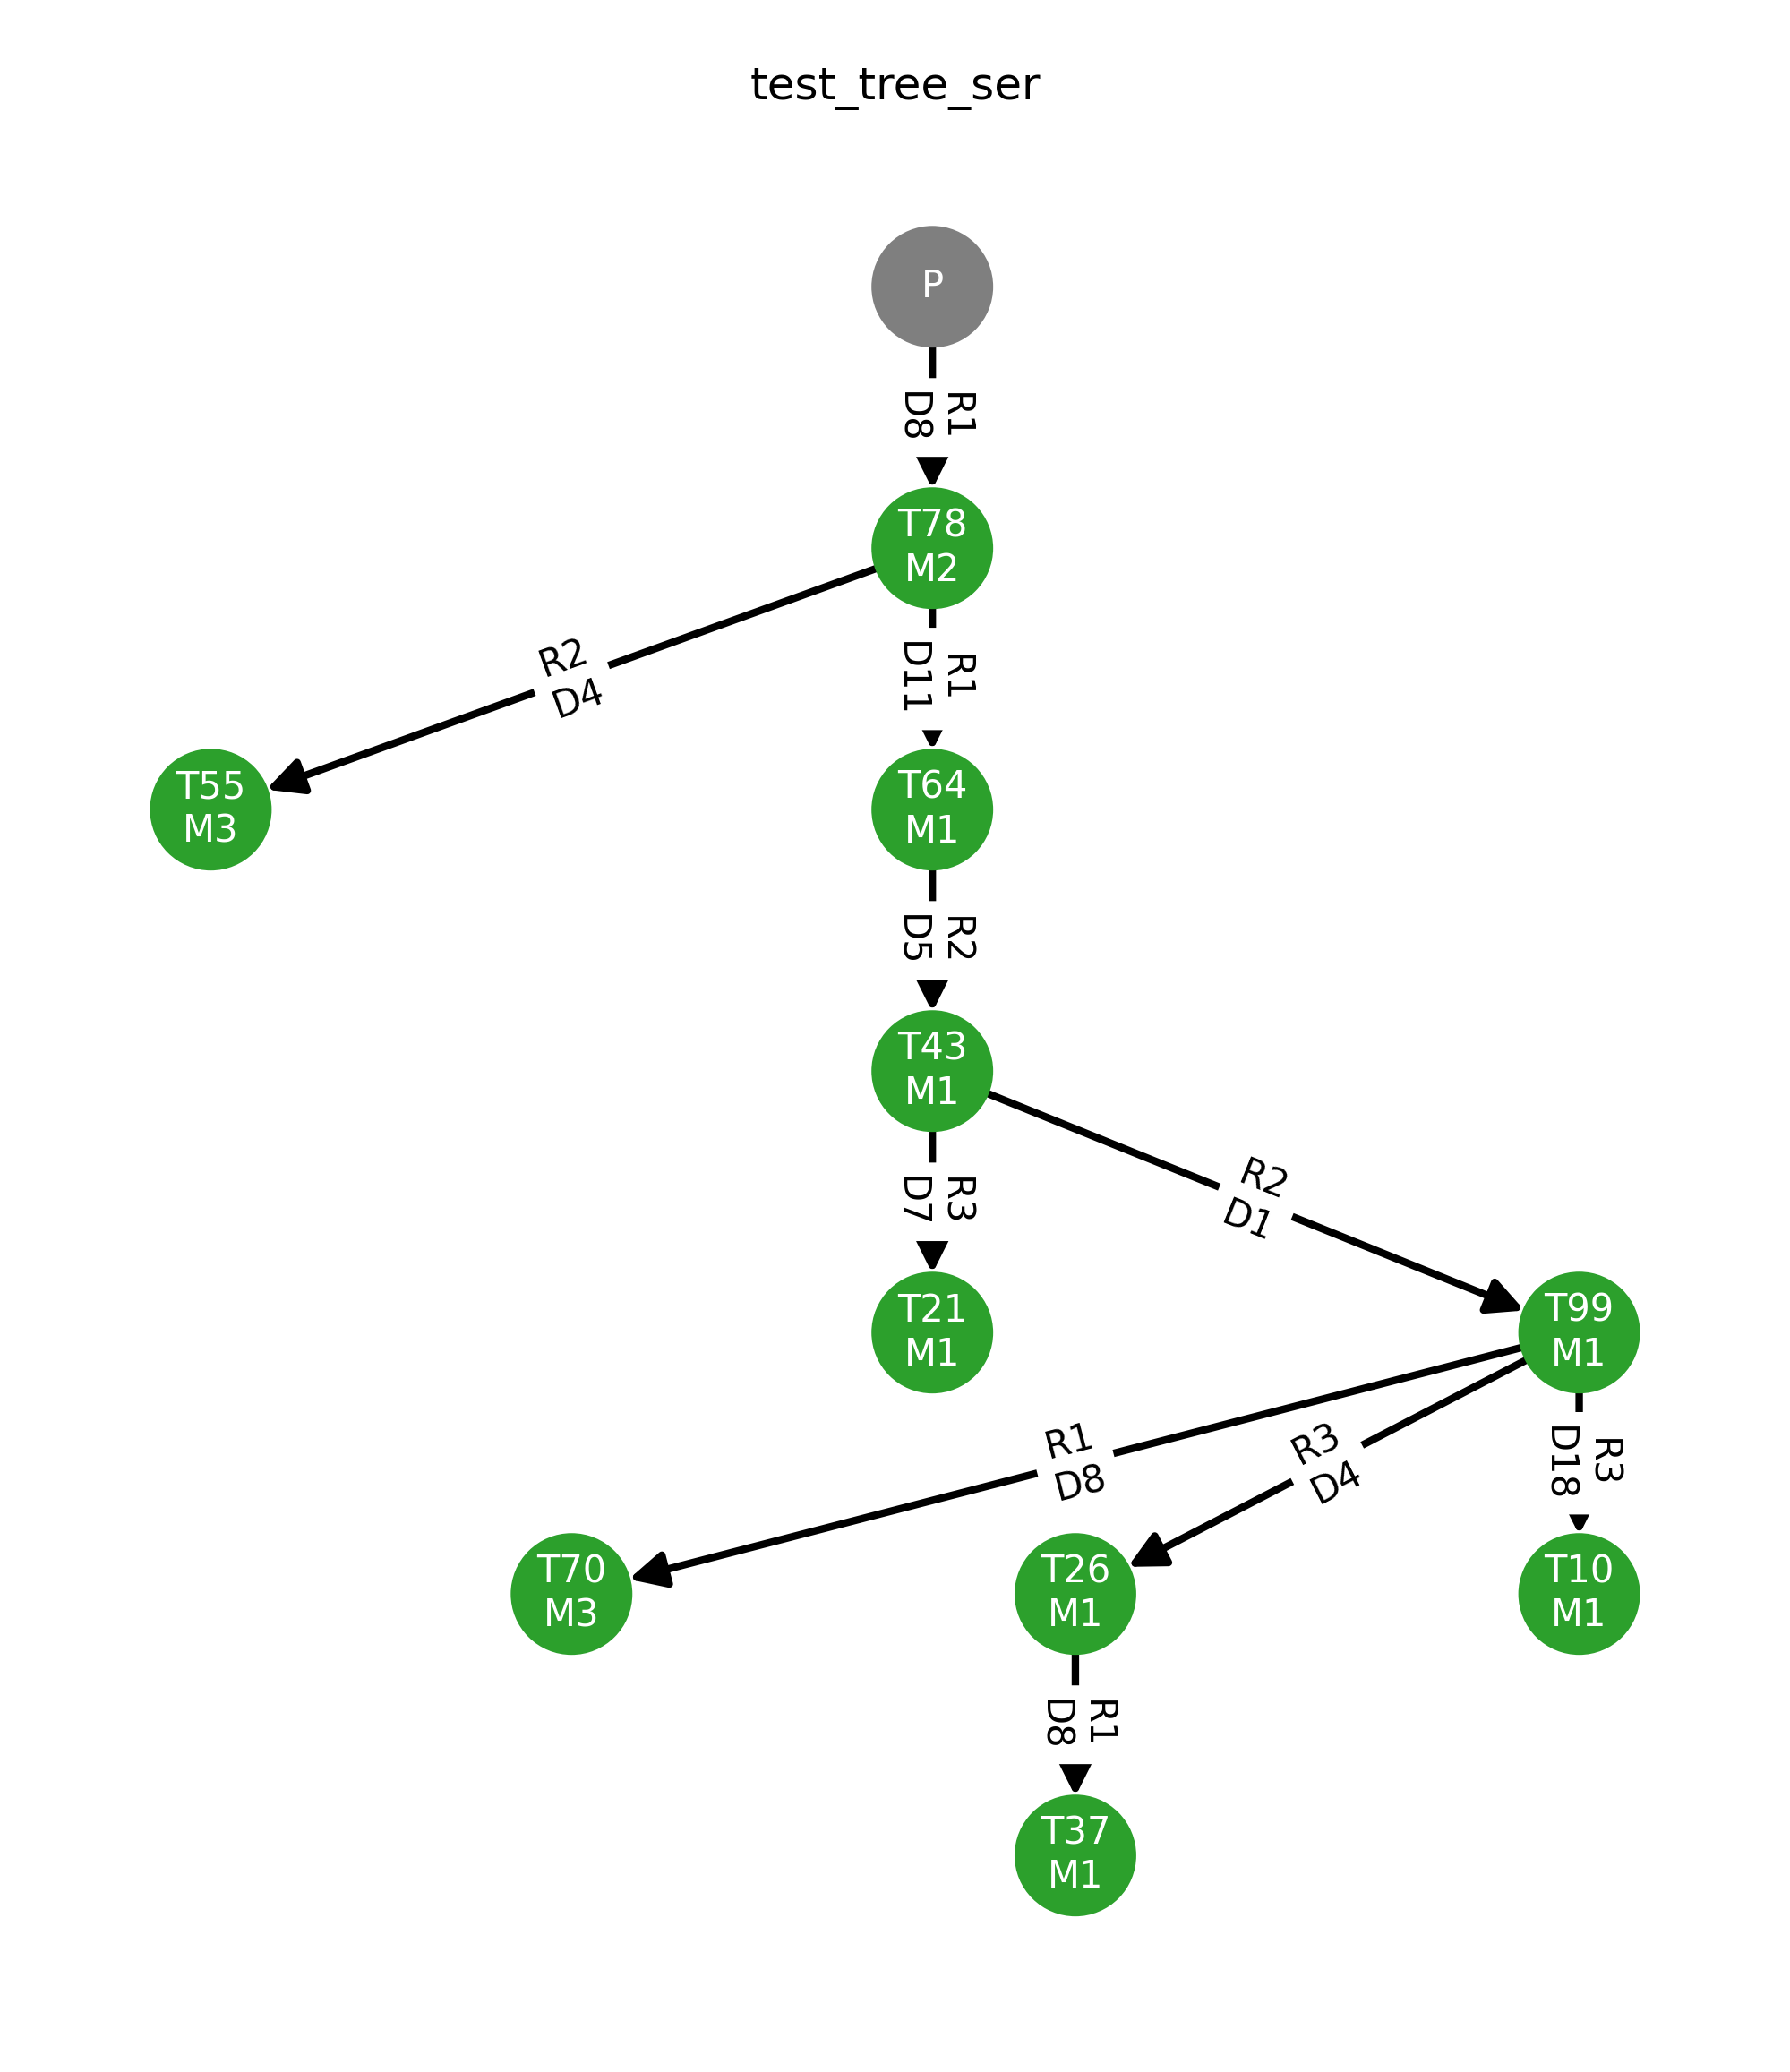 test_tree_ser
P
R1
D8
T78
M2
R2
D4
R1
D11
T55
M3
T64
M1
R2
D5
T43
M1
R3
D7
R2
D1
T21
M1
T99
M1
R1
D8
R3
D4
R3
D18
T70
M3
T26
M1
T10
M1
R1
D8
T37
M1